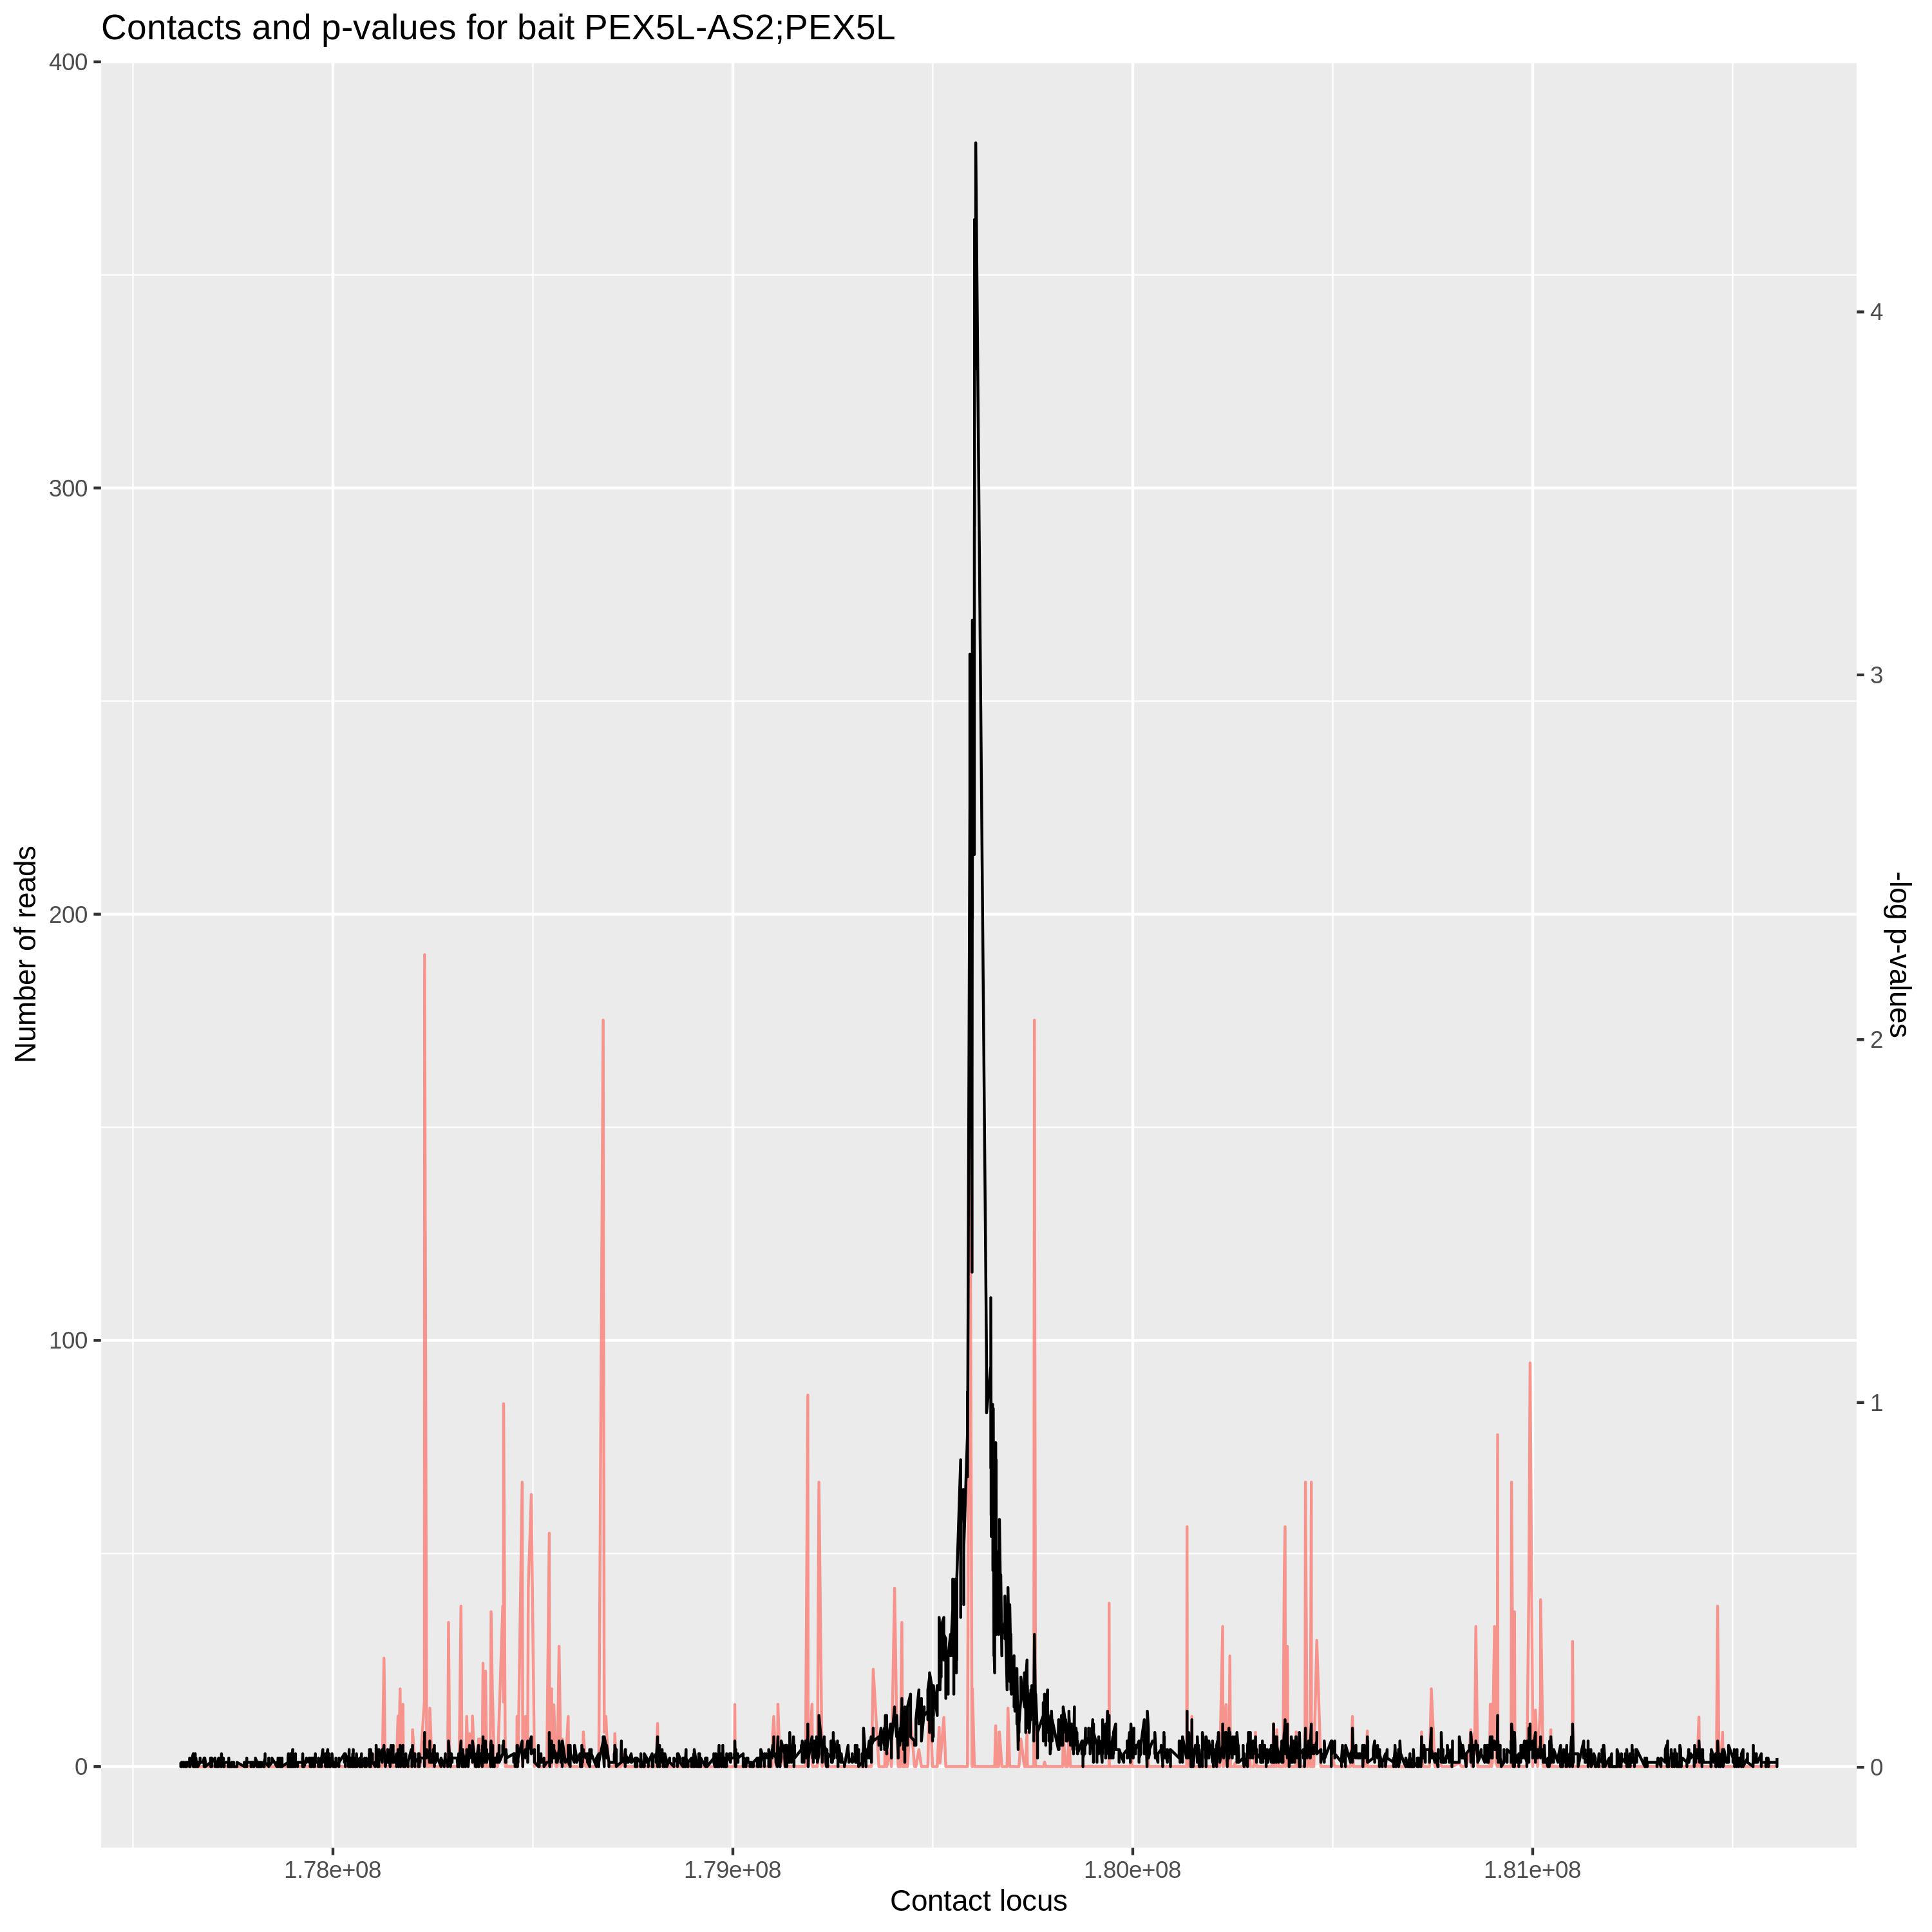 Contacts and p-values for bait PEX5L-AS2;PEX5L
400
300
200
100
0
Number of reads
4
3
2
1
0
-log p-values
1.78e+08 1.79e+08 1.80e+08 1.81e+08
Contact locus